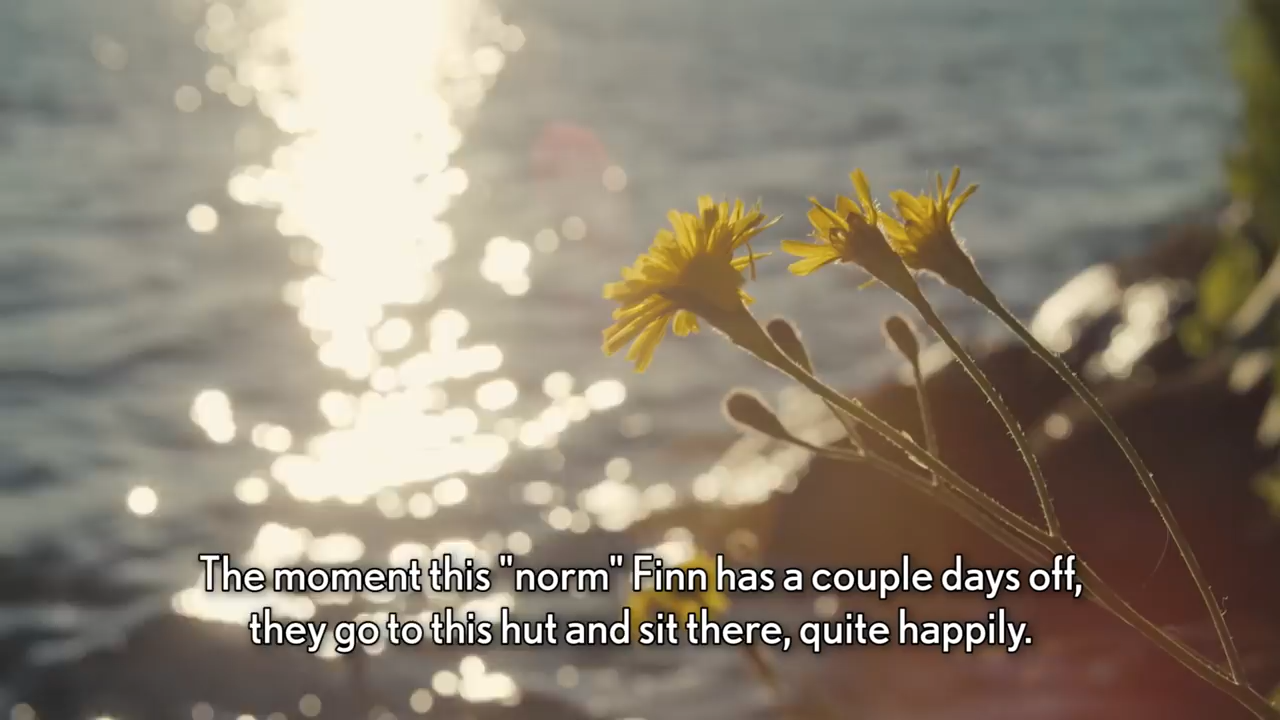 The moment this "norm" Finn has a couple days off,
they go to this hut and sit there, quite happily.